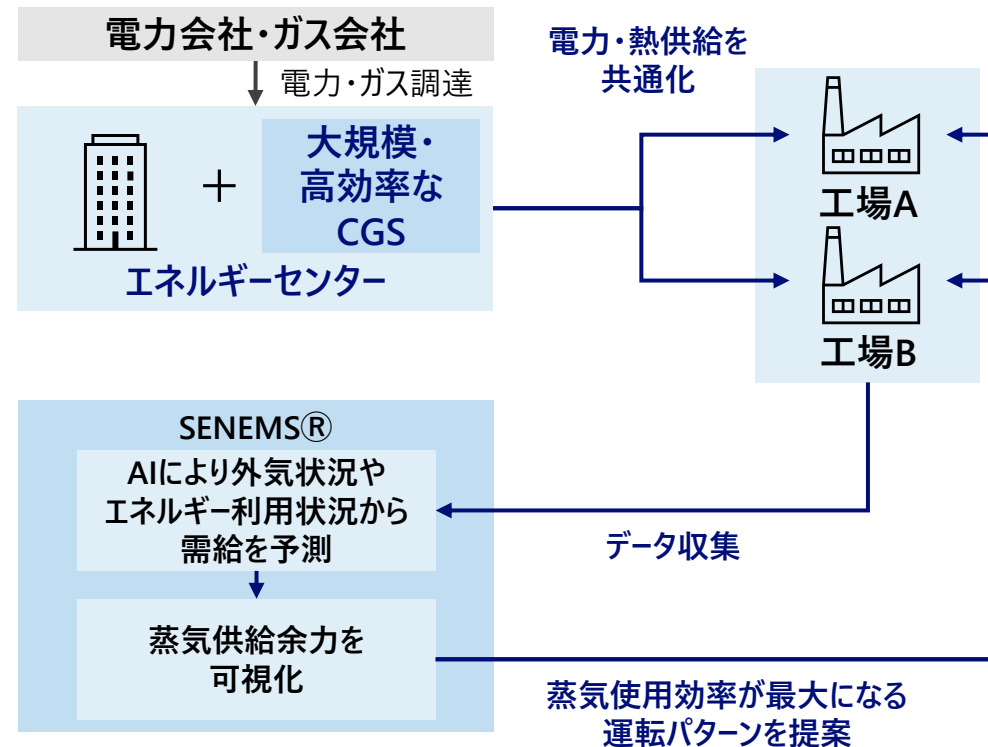 電力会社・ガス会社
電力・ガス調達
大規模・
高効率な
CGS
エネルギーセンター
電力・熱供給を
共通化
工場A
工場B
SENEMS®
AIにより外気状況や
エネルギー利用状況から
需給を予測
データ収集
蒸気供給余力を
可視化
蒸気使用効率が最大になる
運転パターンを提案